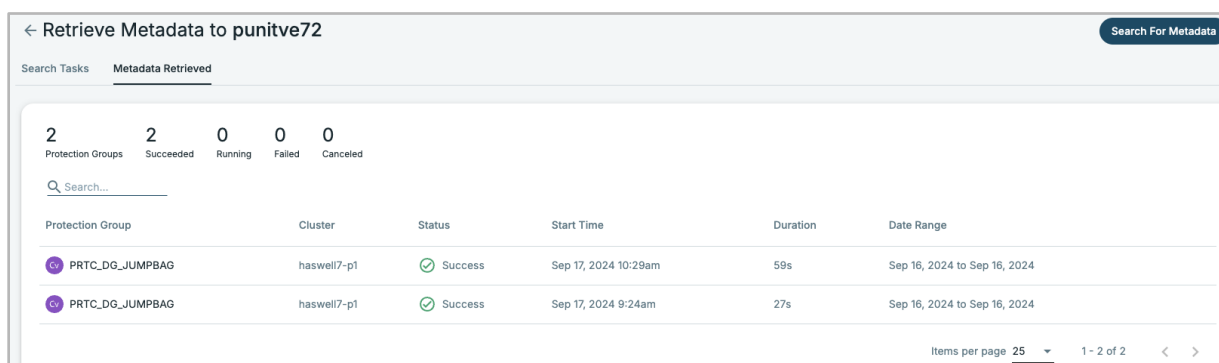 ← Retrieve Metadata to punitve72
Search For Metadata
Search Tasks Metadata Retrieved
2 2 0 0 0
Protection Groups Succeeded Running Failed Canceled
Search...
Protection Group Cluster Status Start Time Duration Date Range
Cv PRTC_DG_JUMPBAG haswell7-p1 Success Sep 17, 2024 10:29am 59s Sep 16, 2024 to Sep 16, 2024
Cv PRTC_DG_JUMPBAG haswell7-p1 Success Sep 17, 2024 9:24am 27s Sep 16, 2024 to Sep 16, 2024
Items per page 25 1 - 2 of 2 < >